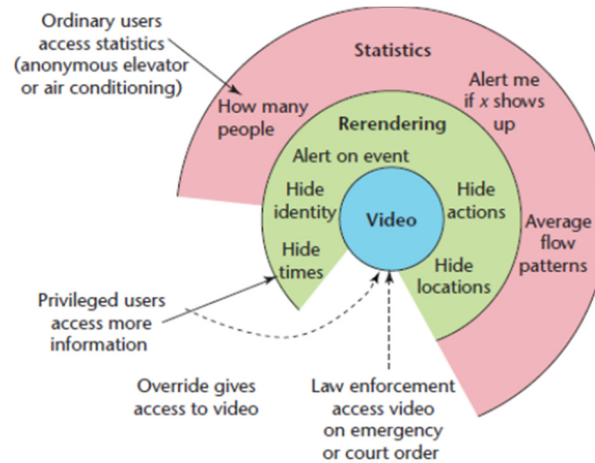 Ordinary users
access statistics
(anonymous elevator
or air conditioning)
Statistics
Alert me
if x shows
up
How many
people
Rerendering
Alert on event
Hide
identity
Video
Hide
actions
Hide
times
Hide
locations
Average
flow
patterns
Privileged users
access more
information
Override gives
access to video
Law enforcement
access video
on emergency
or court order